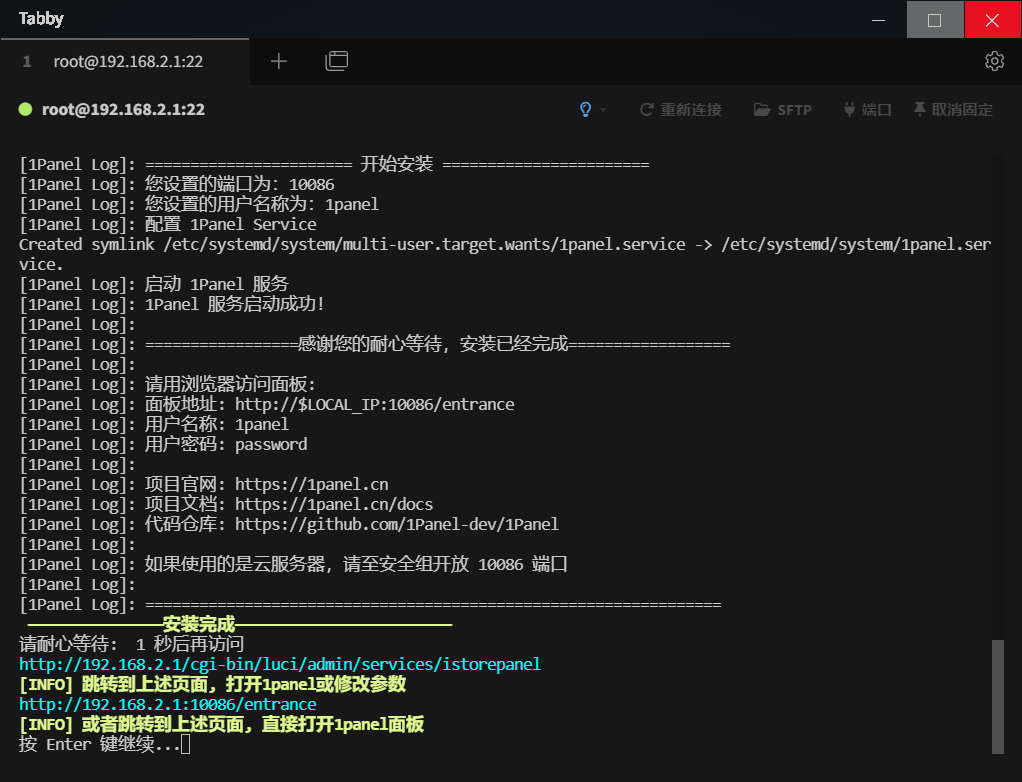 Tabby
1 root@192.168.2.1:22
root@192.168.2.1:22 重新连接 SFTP 端口 取消固定
[1Panel Log]: ======================= 开始安装 =======================
[1Panel Log]: 您设置的端口为: 10086
[1Panel Log]: 您设置的用户名称为: 1panel
[1Panel Log]: 配置 1Panel Service
Created symlink /etc/systemd/system/multi-user.target.wants/1panel.service -> /etc/systemd/system/1panel.ser
vice.
[1Panel Log]: 启动 1Panel 服务
[1Panel Log]: 1Panel 服务启动成功!
[1Panel Log]:
[1Panel Log]: =================感谢您的耐心等待，安装已经完成==================
[1Panel Log]:
[1Panel Log]: 请用浏览器访问面板:
[1Panel Log]: 面板地址: http://$LOCAL_IP:10086/entrance
[1Panel Log]: 用户名称: 1panel
[1Panel Log]: 用户密码: password
[1Panel Log]:
[1Panel Log]: 项目官网: https://1panel.cn
[1Panel Log]: 项目文档: https://1panel.cn/docs
[1Panel Log]: 代码仓库: https://github.com/1Panel-dev/1Panel
[1Panel Log]:
[1Panel Log]: 如果使用的是云服务器，请至安全组开放 10086 端口
[1Panel Log]:
[1Panel Log]: ================================================================
———————————————安装完成————————————————————————
请耐心等待:  1 秒后再访问
http://192.168.2.1/cgi-bin/luci/admin/services/istorepanel
[INFO] 跳转到上述页面，打开1panel或修改参数
http://192.168.2.1:10086/entrance
[INFO] 或者跳转到上述页面，直接打开1panel面板
按 Enter 键继续...